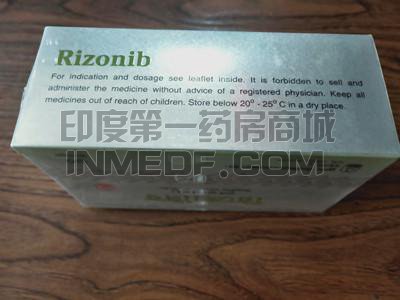 Rizonib
For indication and dosage see leaflet inside. It is forbidden to sell and
administer the medicine without advice of a registered physician. Keep all
medicines out of reach of children. Store below 20⁰ - 25⁰ C in a dry place.
印度第一药房商城
INMEDF.COM